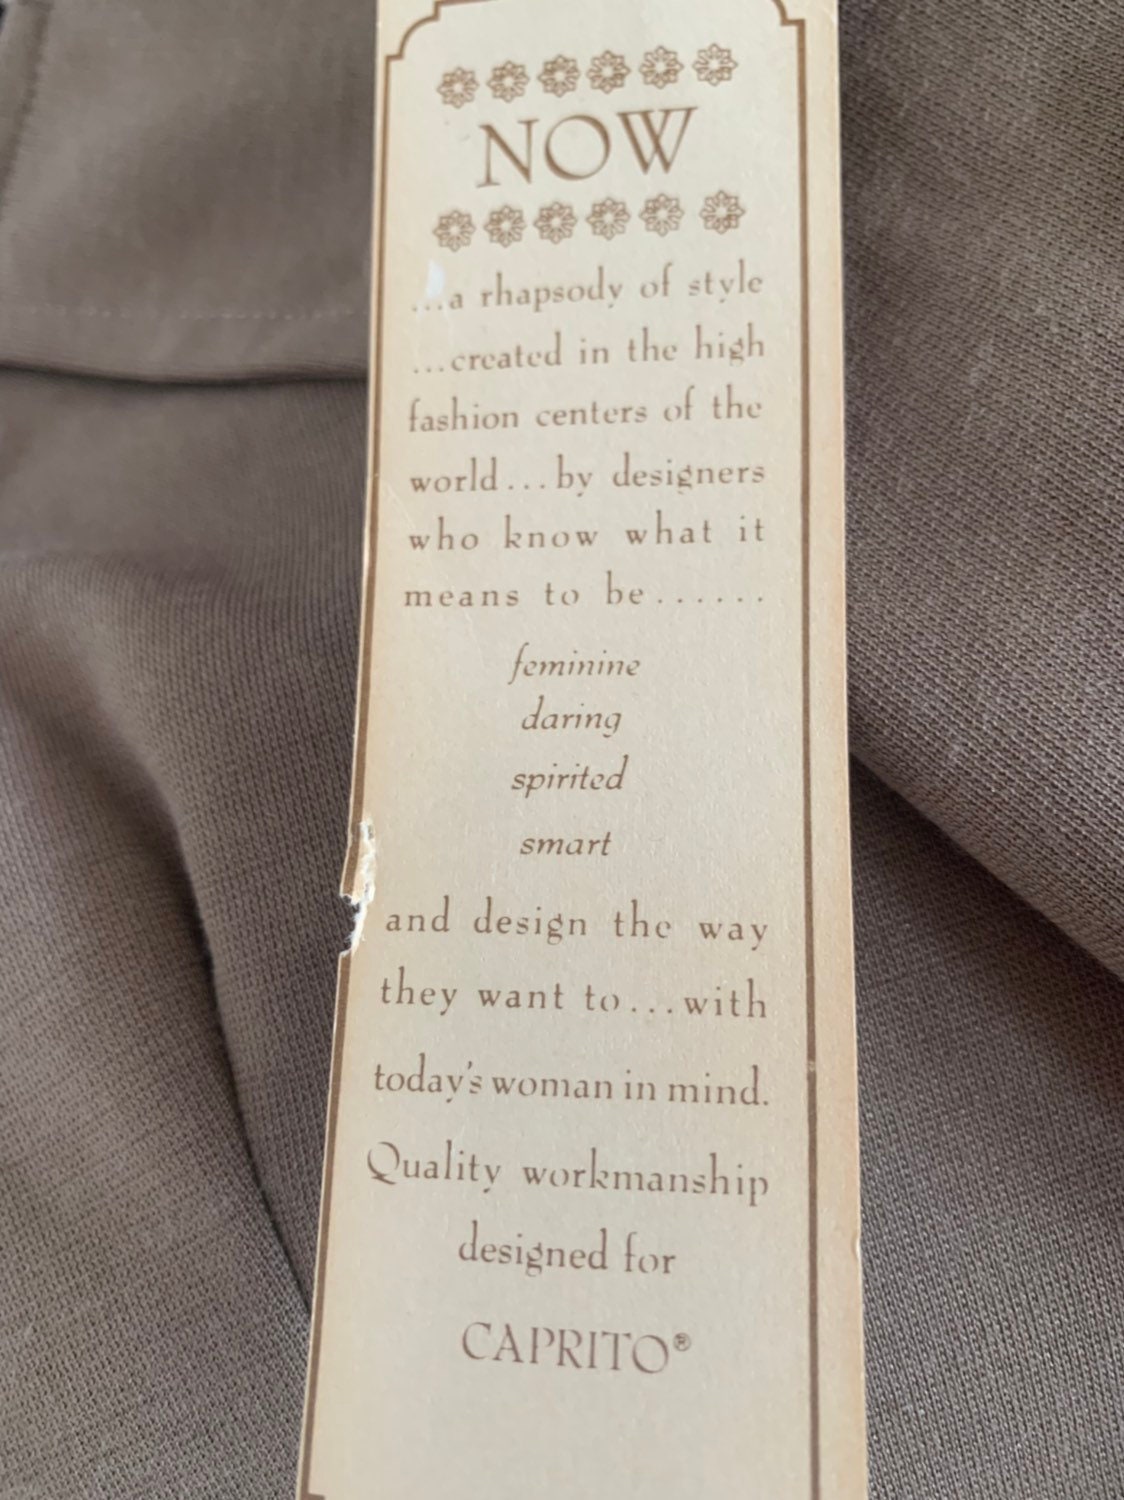 NOW
...a rhapsody of style
...created in the high
fashion centers of the
world...by designers
who know what it
means to be......
feminine
daring
spirited
smart
and design the way
they want to...with
today's woman in mind.
Quality workmanship
designed for
CAPRITO®